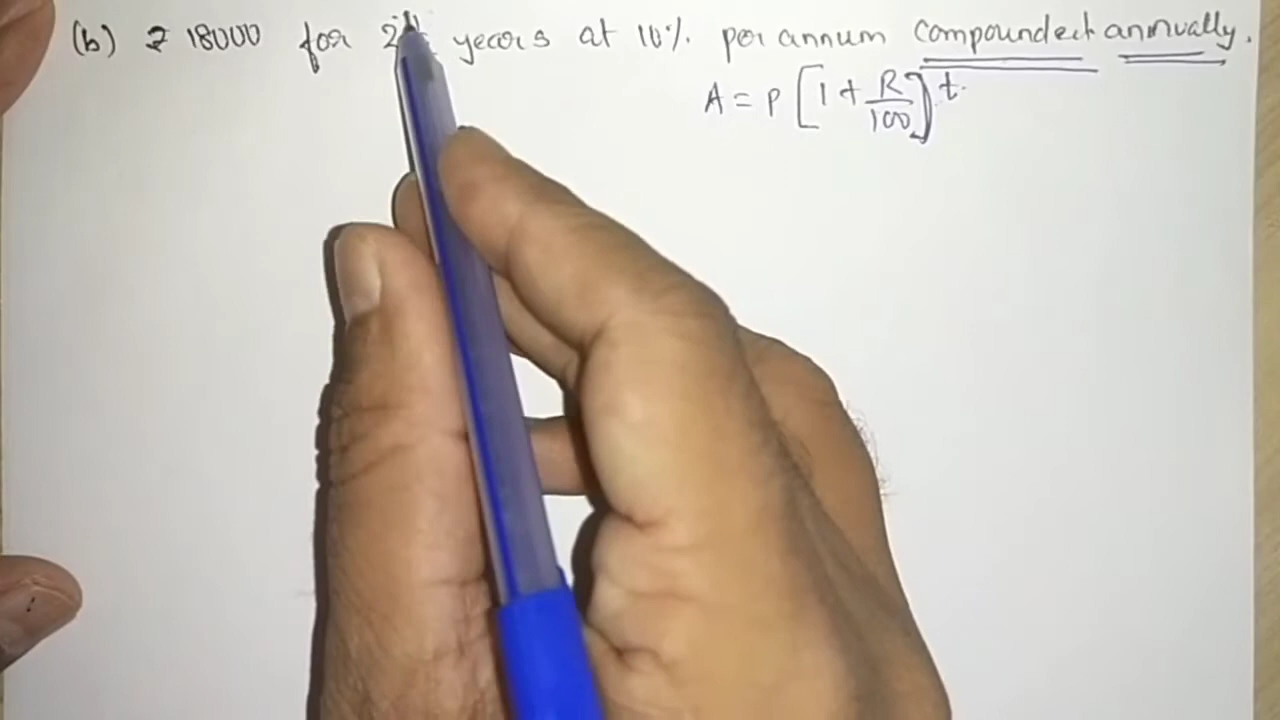 (b) ₹ 18000 for 2 years at 10% per annum compounded annually.
A = P [1 + R/100]^t